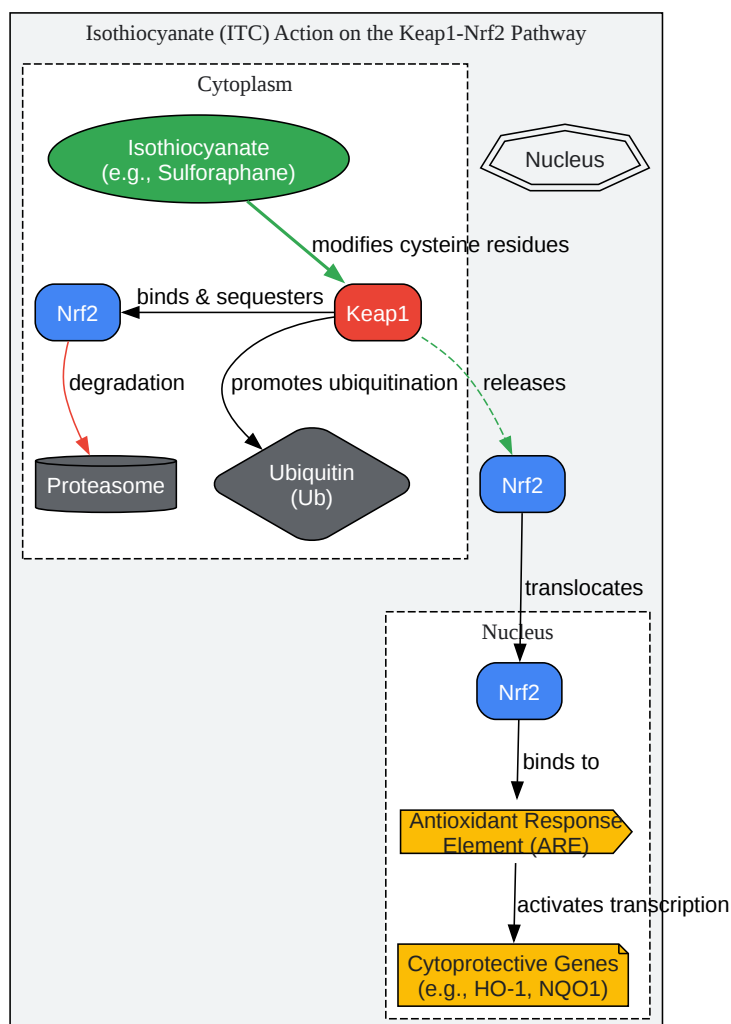 Isothiocyanate (ITC) Action on the Keap1-Nrf2 Pathway
Cytoplasm
Isothiocyanate
(e.g., Sulforaphane)
Nucleus
modifies cysteine residues
Nrf2
binds & sequesters
Keap1
degradation
promotes ubiquitination
releases
Proteasome
Ubiquitin
(Ub)
Nrf2
translocates
Nucleus
Nrf2
binds to
Antioxidant Response
Element (ARE)
activates transcription
Cytoprotective Genes
(e.g., HO-1, NQO1)